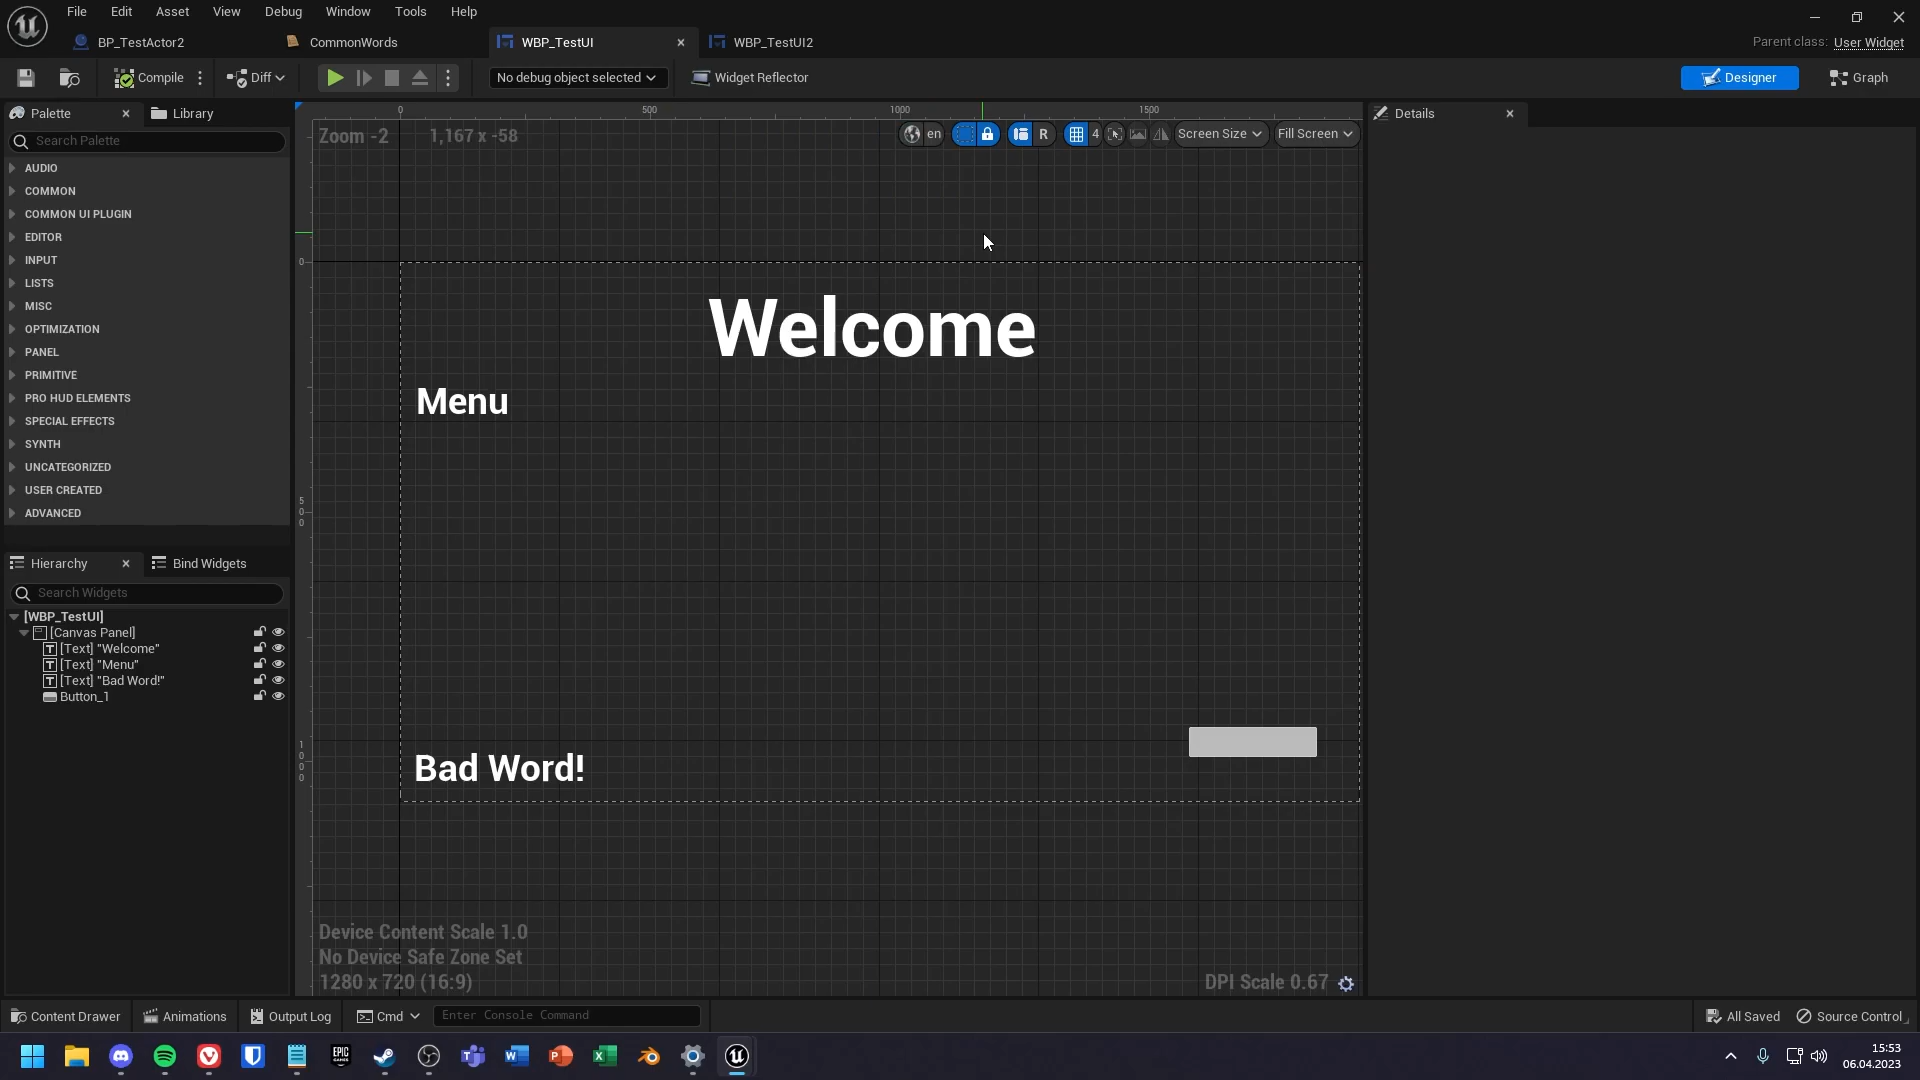 File Edit Asset View Debug Window Tools Help
BP_TestActor2 CommonWords WBP_TestUI WBP_TestUI2
Parent class: User Widget
Compile Diff No debug object selected Widget Reflector Designer Graph
Palette Library
Search Palette
AUDIO
COMMON
COMMON UI PLUGIN
EDITOR
INPUT
LISTS
MISC
OPTIMIZATION
PANEL
PRIMITIVE
PRO HUD ELEMENTS
SPECIAL EFFECTS
SYNTH
UNCATEGORIZED
USER CREATED
ADVANCED
Hierarchy Bind Widgets
Search Widgets
[WBP_TestUI]
[Canvas Panel]
[Text] "Welcome"
[Text] "Menu"
[Text] "Bad Word!"
Button_1
0 500 1000 1500
Zoom -2 1,167 x -58 en R 4 Screen Size Fill Screen
0
500
1000
Welcome
Menu
Bad Word!
Device Content Scale 1.0
No Device Safe Zone Set
1280 x 720 (16:9)
DPI Scale 0.67
Details
Content Drawer Animations Output Log Cmd Enter Console Command All Saved Source Control
EPIC GAMES
15:53
06.04.2023